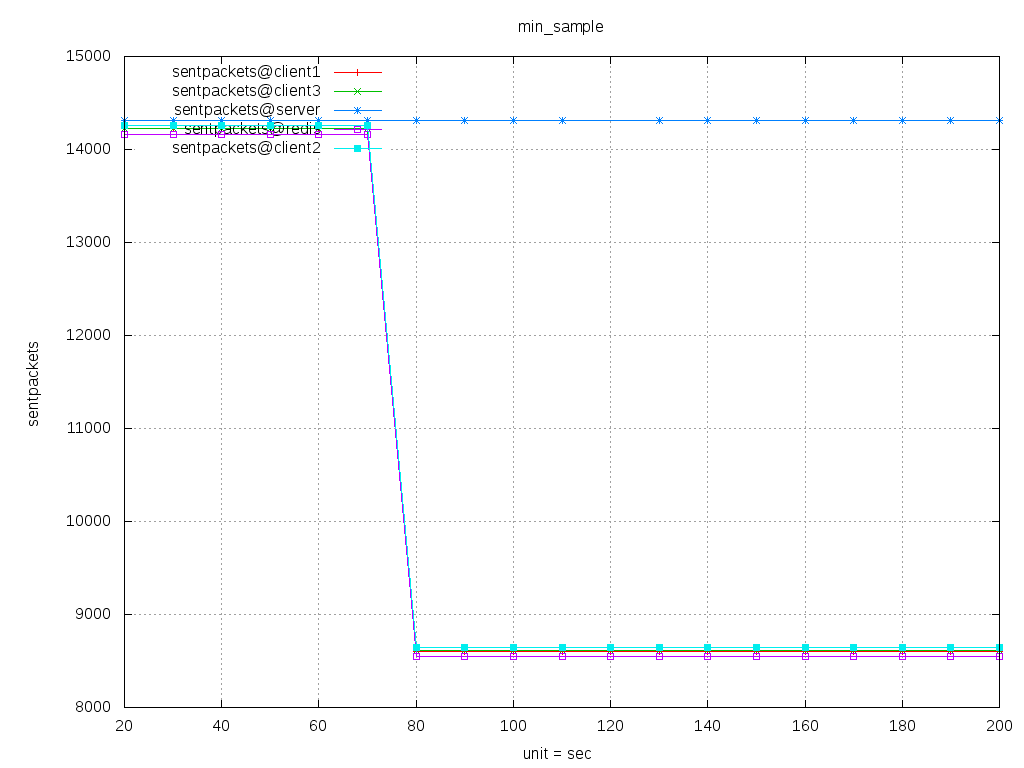 min_sample
15000
sentpackets@client1
sentpackets@client3
sentpackets@server
sentpackets@redis
sentpackets@client2
14000
13000
12000
11000
10000
9000
8000
sentpackets
20 40 60 80 100 120 140 160 180 200
unit = sec